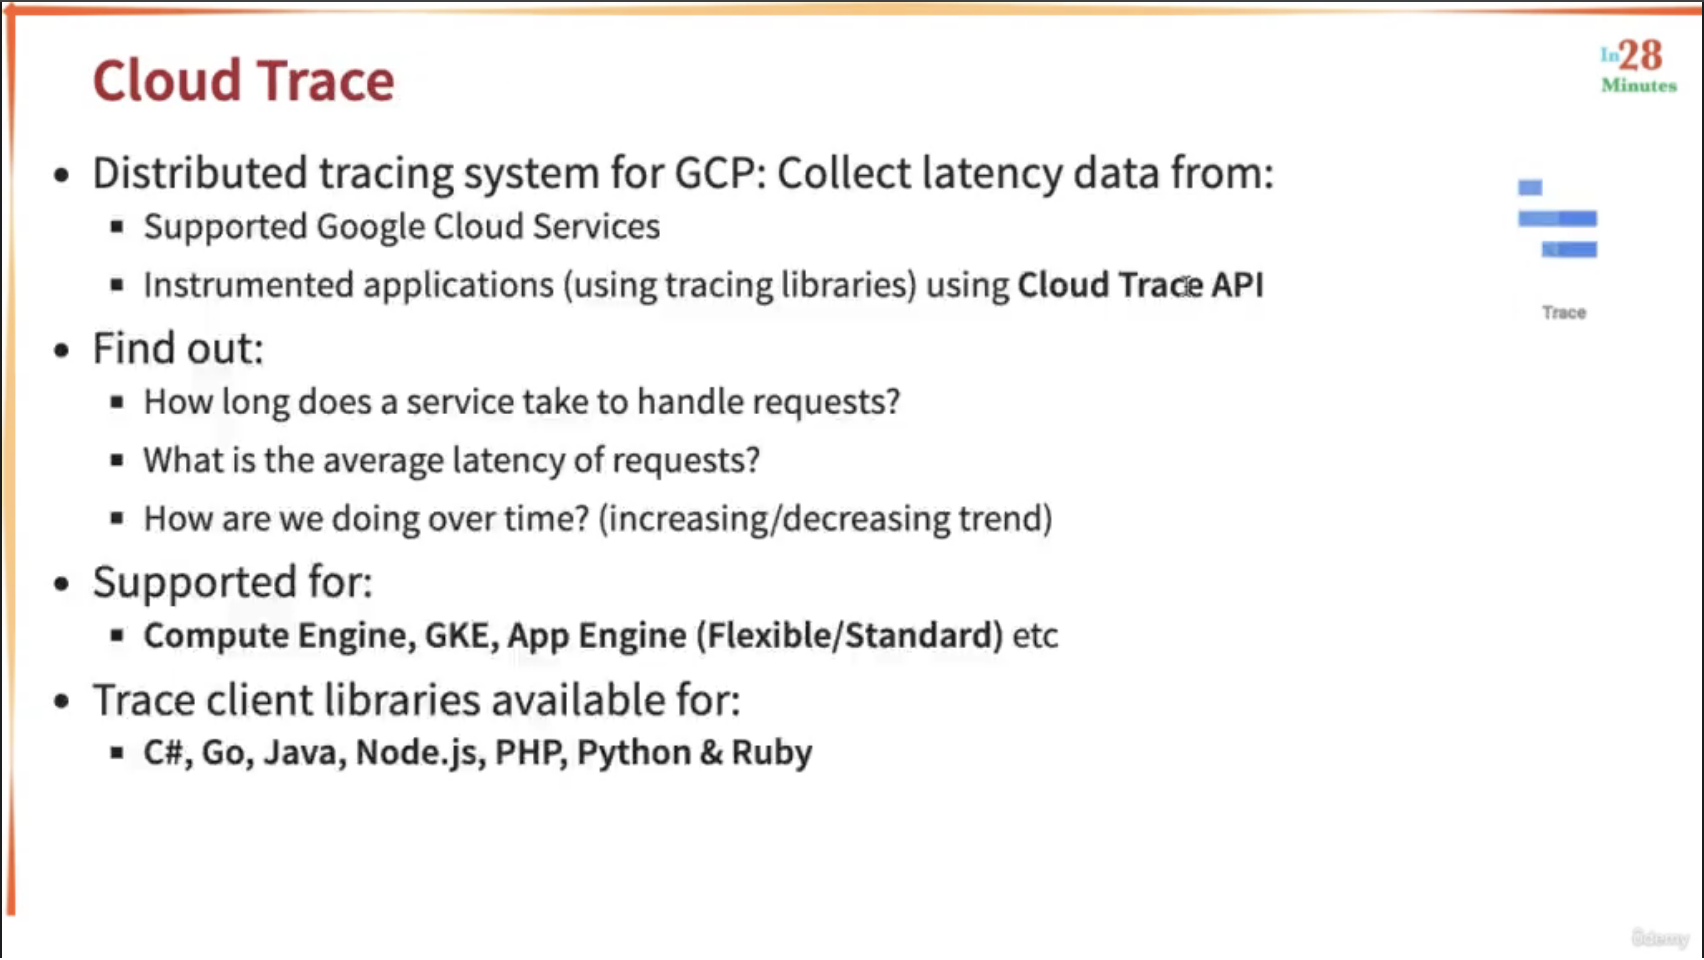 Cloud Trace
In28
Minutes
• Distributed tracing system for GCP: Collect latency data from:
▪ Supported Google Cloud Services
▪ Instrumented applications (using tracing libraries) using Cloud Trace API
Trace
• Find out:
▪ How long does a service take to handle requests?
▪ What is the average latency of requests?
▪ How are we doing over time? (increasing/decreasing trend)
• Supported for:
▪ Compute Engine, GKE, App Engine (Flexible/Standard) etc
• Trace client libraries available for:
▪ C#, Go, Java, Node.js, PHP, Python & Ruby
ûdemy